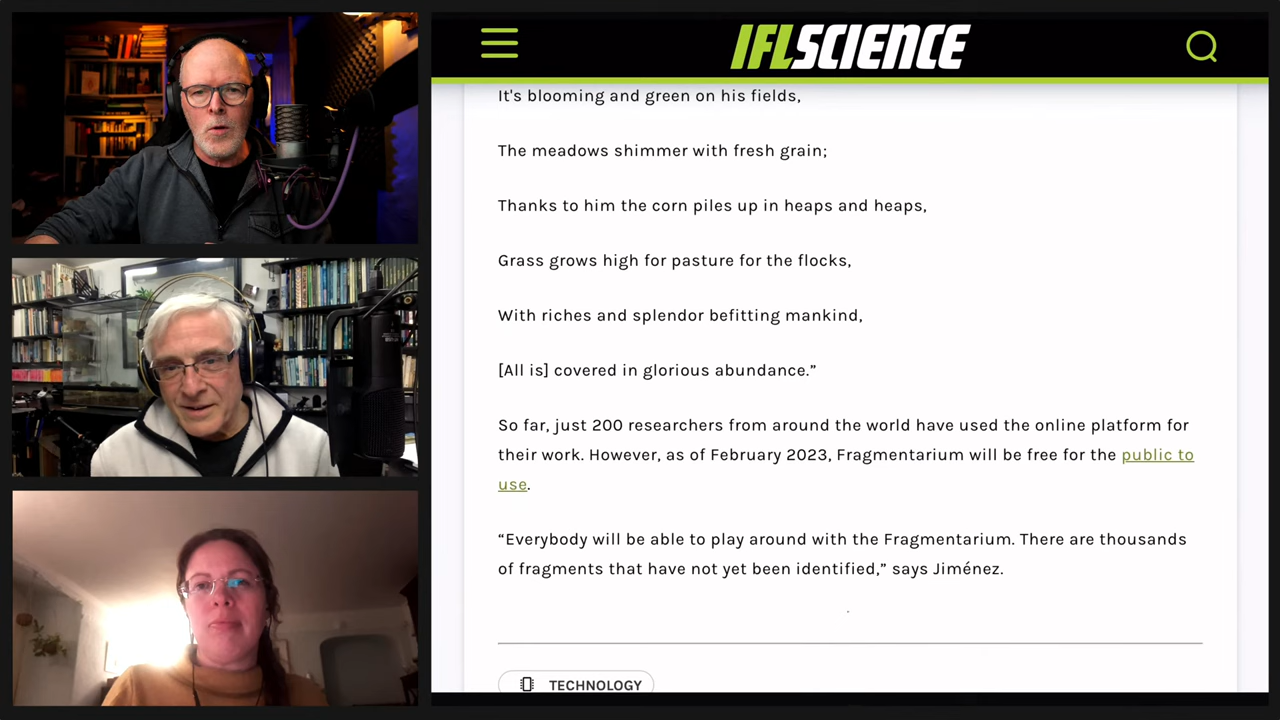 IFLSCIENCE
It's blooming and green on his fields,
The meadows shimmer with fresh grain;
Thanks to him the corn piles up in heaps and heaps,
Grass grows high for pasture for the flocks,
With riches and splendor befitting mankind,
[All is] covered in glorious abundance.”
So far, just 200 researchers from around the world have used the online platform for
their work. However, as of February 2023, Fragmentarium will be free for the public to
use.
“Everybody will be able to play around with the Fragmentarium. There are thousands
of fragments that have not yet been identified,” says Jiménez.
TECHNOLOGY